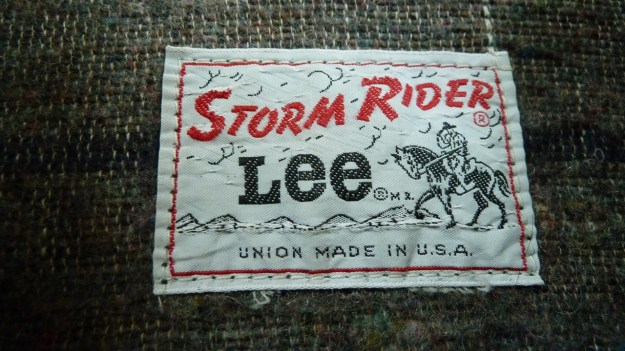 STORM RIDER ®
Lee ® M.R.
UNION MADE IN U.S.A.